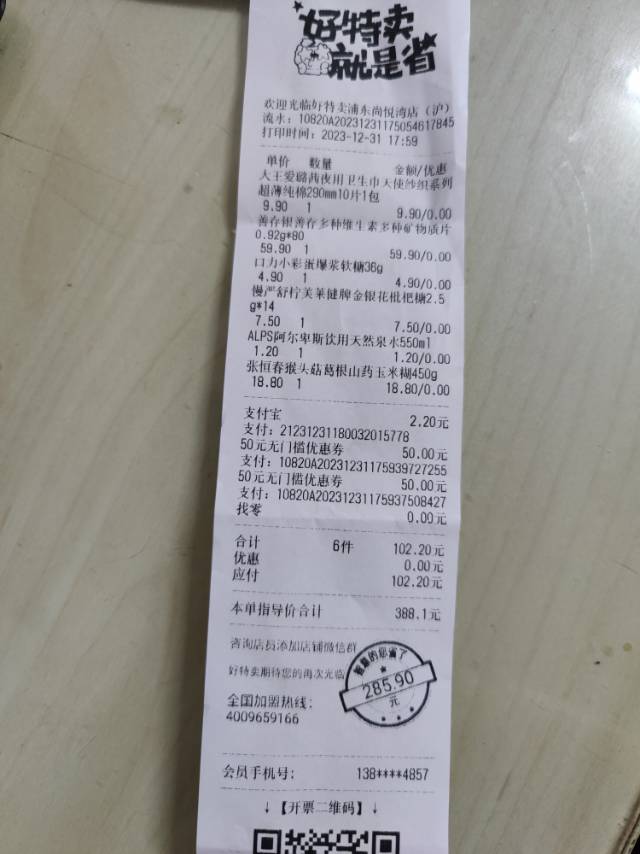 好特卖
就是省
欢迎光临好特卖浦东尚悦湾店（沪）
流水：10820A20231231175054617845
打印时间：2023-12-31 17:59
单价 数量 金额/优惠
大王爱璐茜夜用卫生巾天使纱织系列
超薄纯棉290mm10片1包
9.90 1 9.90/0.00
善存银善存多种维生素多种矿物质片
0.92g*80
59.90 1 59.90/0.00
口力小彩蛋爆浆软糖36g
4.90 1 4.90/0.00
慢严舒柠美莱健牌金银花枇杷糖2.5
g*14
7.50 1 7.50/0.00
ALPS阿尔卑斯饮用天然泉水550ml
1.20 1 1.20/0.00
张恒春猴头菇葛根山药玉米糊450g
18.80 1 18.80/0.00
支付宝 2.20元
支付：21231231180032015778
50元无门槛优惠券 50.00元
支付：10820A20231231175939727255
50元无门槛优惠券 50.00元
支付：10820A20231231175937508427
找零 0.00元
合计 6件 102.20元
优惠 0.00元
应付 102.20元
本单指导价合计 388.1元
咨询店员添加店铺微信群
好特卖期待您的再次光临
尊贵的您省了
285.90
元
全国加盟热线：
4009659166
会员手机号： 138****4857
↓【开票二维码】↓